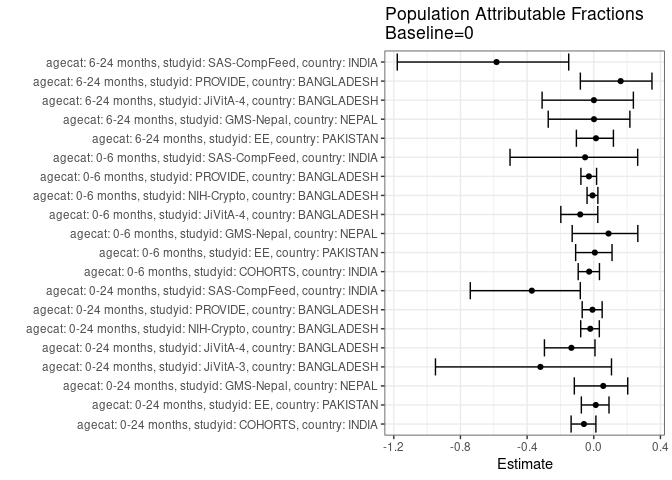 Population Attributable Fractions
Baseline=0
agecat: 6-24 months, studyid: SAS-CompFeed, country: INDIA
agecat: 6-24 months, studyid: PROVIDE, country: BANGLADESH
agecat: 6-24 months, studyid: JiVitA-4, country: BANGLADESH
agecat: 6-24 months, studyid: GMS-Nepal, country: NEPAL
agecat: 6-24 months, studyid: EE, country: PAKISTAN
agecat: 0-6 months, studyid: SAS-CompFeed, country: INDIA
agecat: 0-6 months, studyid: PROVIDE, country: BANGLADESH
agecat: 0-6 months, studyid: NIH-Crypto, country: BANGLADESH
agecat: 0-6 months, studyid: JiVitA-4, country: BANGLADESH
agecat: 0-6 months, studyid: GMS-Nepal, country: NEPAL
agecat: 0-6 months, studyid: EE, country: PAKISTAN
agecat: 0-6 months, studyid: COHORTS, country: INDIA
agecat: 0-24 months, studyid: SAS-CompFeed, country: INDIA
agecat: 0-24 months, studyid: PROVIDE, country: BANGLADESH
agecat: 0-24 months, studyid: NIH-Crypto, country: BANGLADESH
agecat: 0-24 months, studyid: JiVitA-4, country: BANGLADESH
agecat: 0-24 months, studyid: JiVitA-3, country: BANGLADESH
agecat: 0-24 months, studyid: GMS-Nepal, country: NEPAL
agecat: 0-24 months, studyid: EE, country: PAKISTAN
agecat: 0-24 months, studyid: COHORTS, country: INDIA
-1.2 -0.8 -0.4 0.0 0.4
Estimate